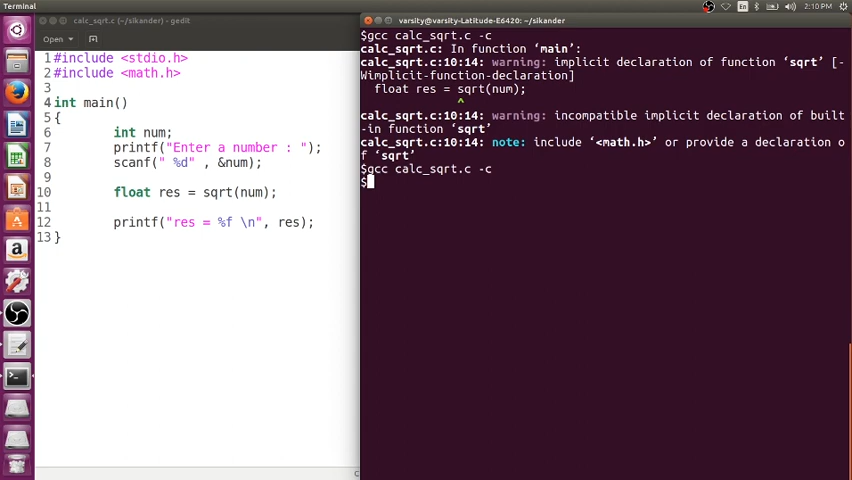 Terminal
En
2:10 PM
calc_sqrt.c (~/sikander) - gedit
Open
1 #include <stdio.h>
2 #include <math.h>
3
4 int main()
5 {
6 int num;
7 printf("Enter a number : ");
8 scanf(" %d" , &num);
9
10 float res = sqrt(num);
11
12 printf("res = %f \n", res);
13 }
varsity@varsity-Latitude-E6420: ~/sikander
$gcc calc_sqrt.c -c
calc_sqrt.c: In function ‘main’:
calc_sqrt.c:10:14: warning: implicit declaration of function ‘sqrt’ [-
Wimplicit-function-declaration]
float res = sqrt(num);
^
calc_sqrt.c:10:14: warning: incompatible implicit declaration of built
-in function ‘sqrt’
calc_sqrt.c:10:14: note: include ‘<math.h>’ or provide a declaration o
f ‘sqrt’
$gcc calc_sqrt.c -c
$